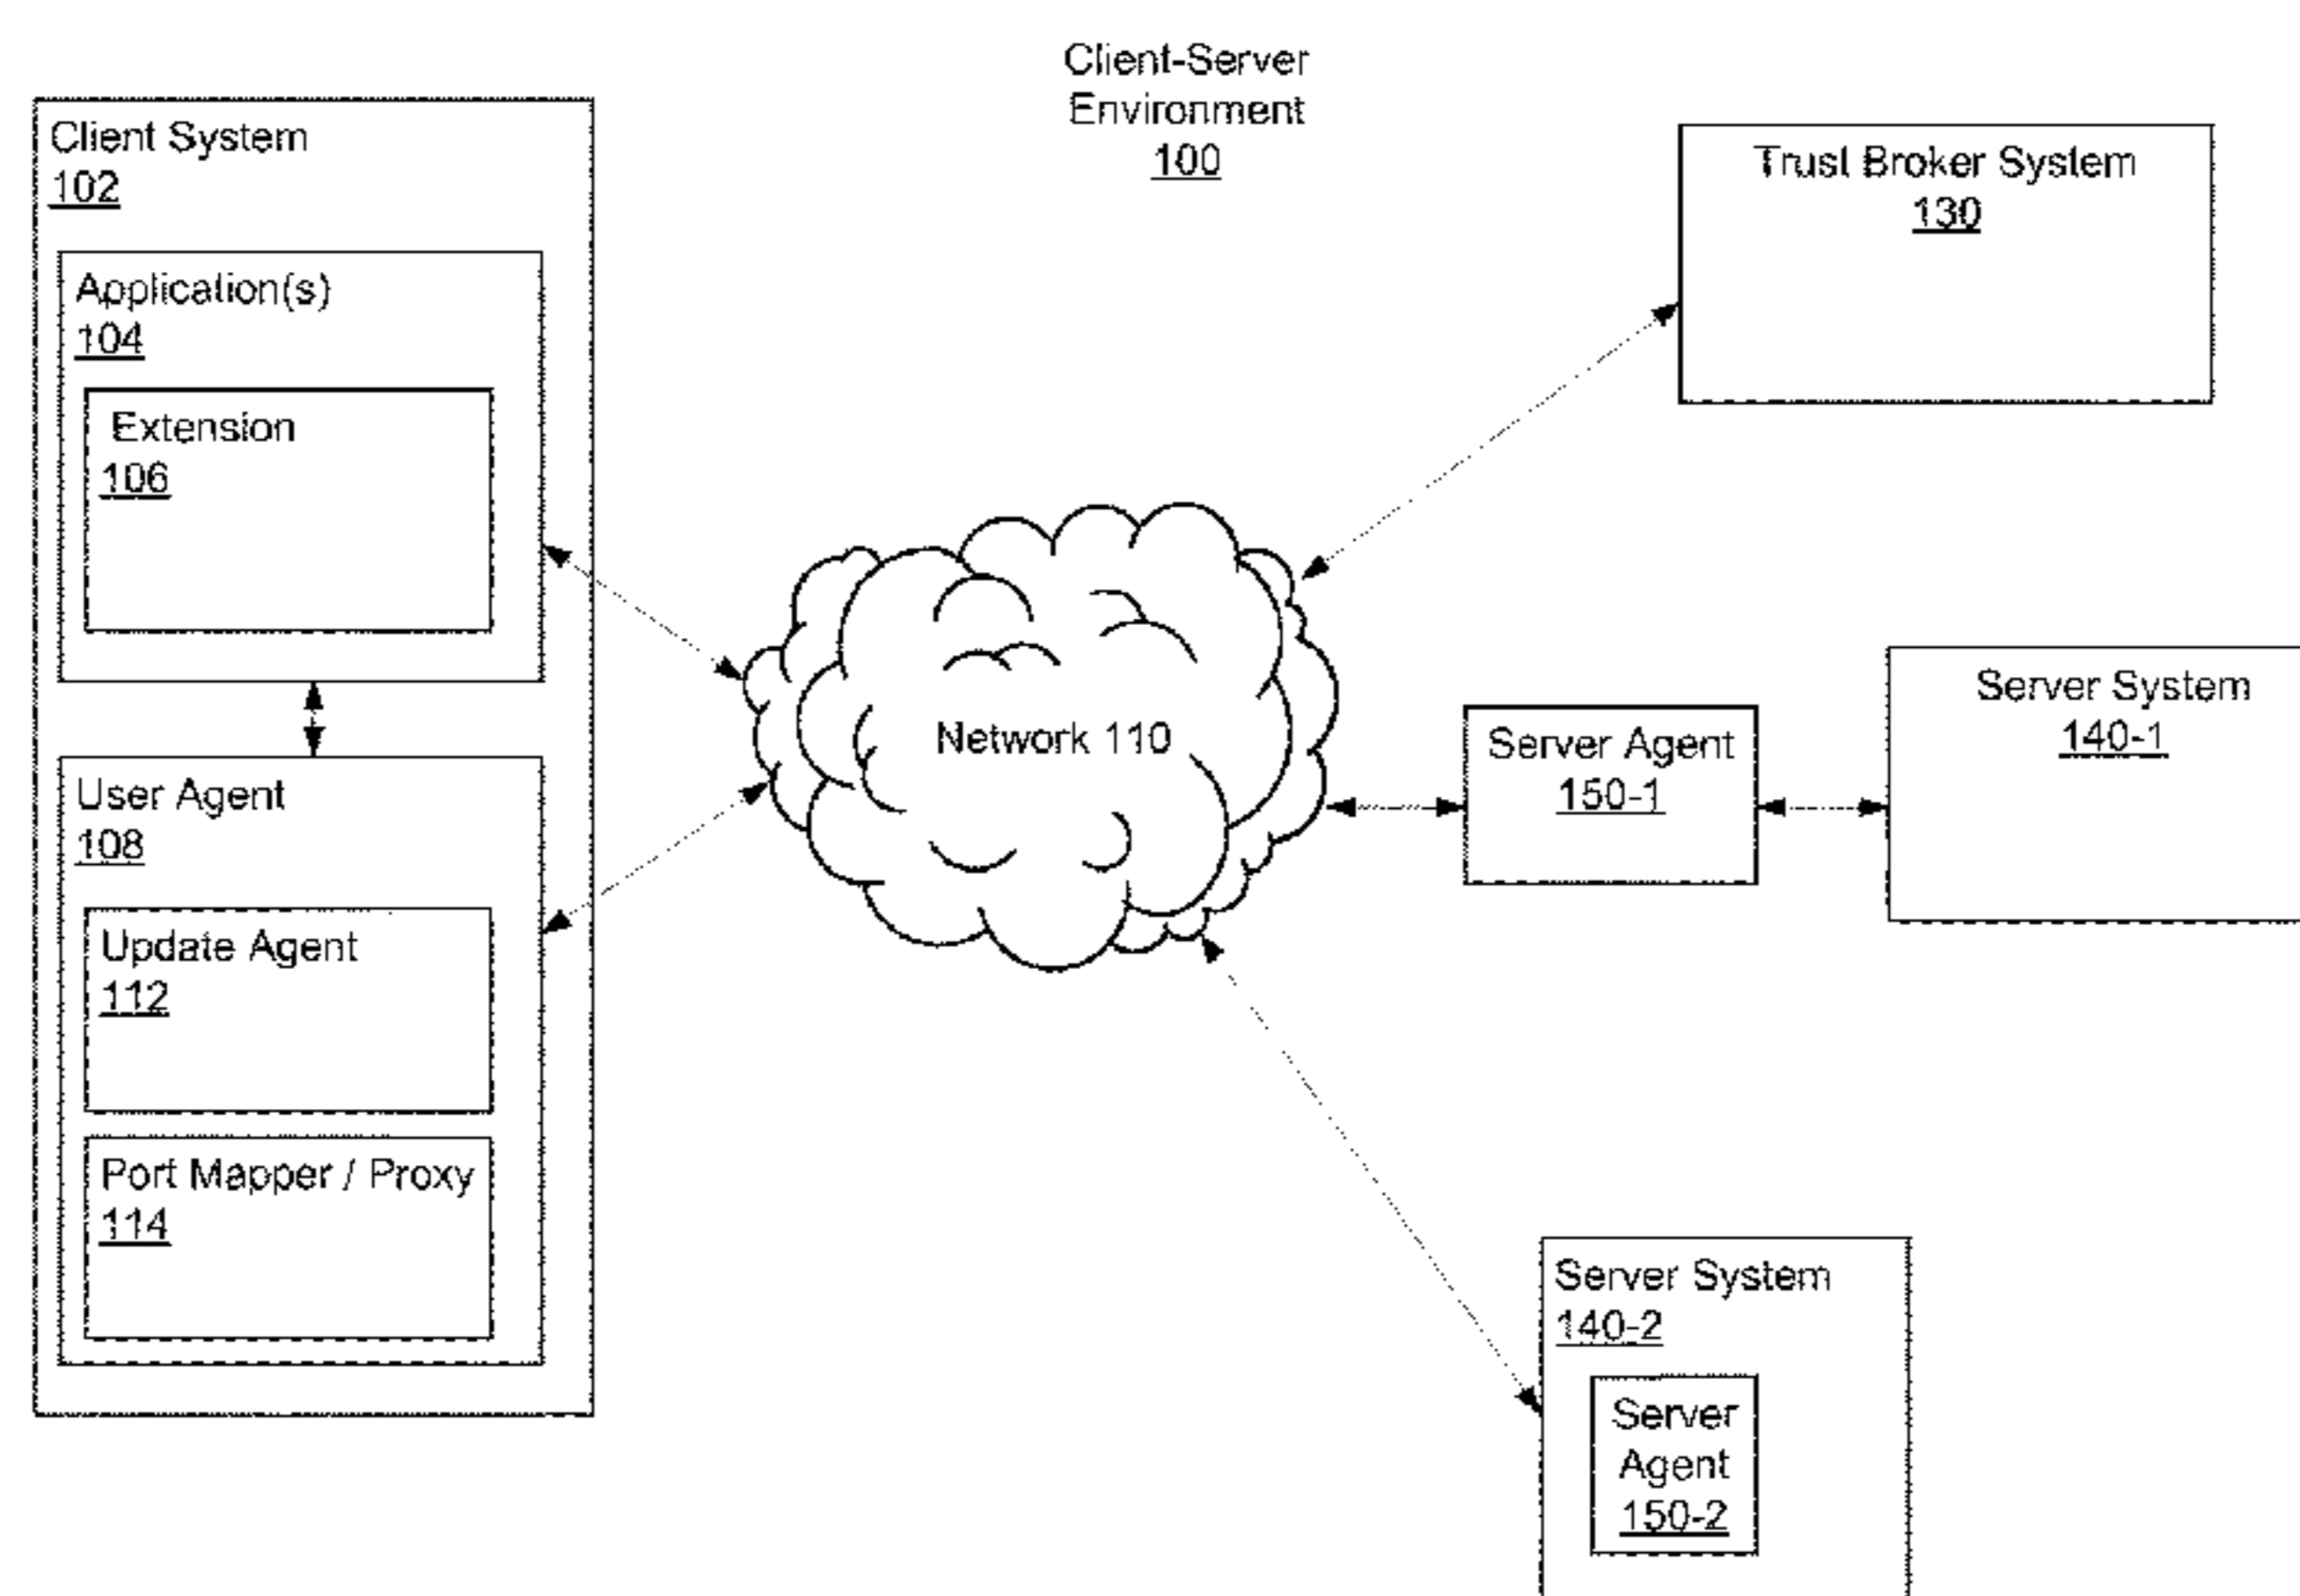 Client-Server
Environment
100
Client System
102
Application(s)
104
Extension
106
User Agent
108
Update Agent
112
Port Mapper / Proxy
114
Network 110
Trust Broker System
130
Server Agent
150-1
Server System
140-1
Server System
140-2
Server
Agent
150-2